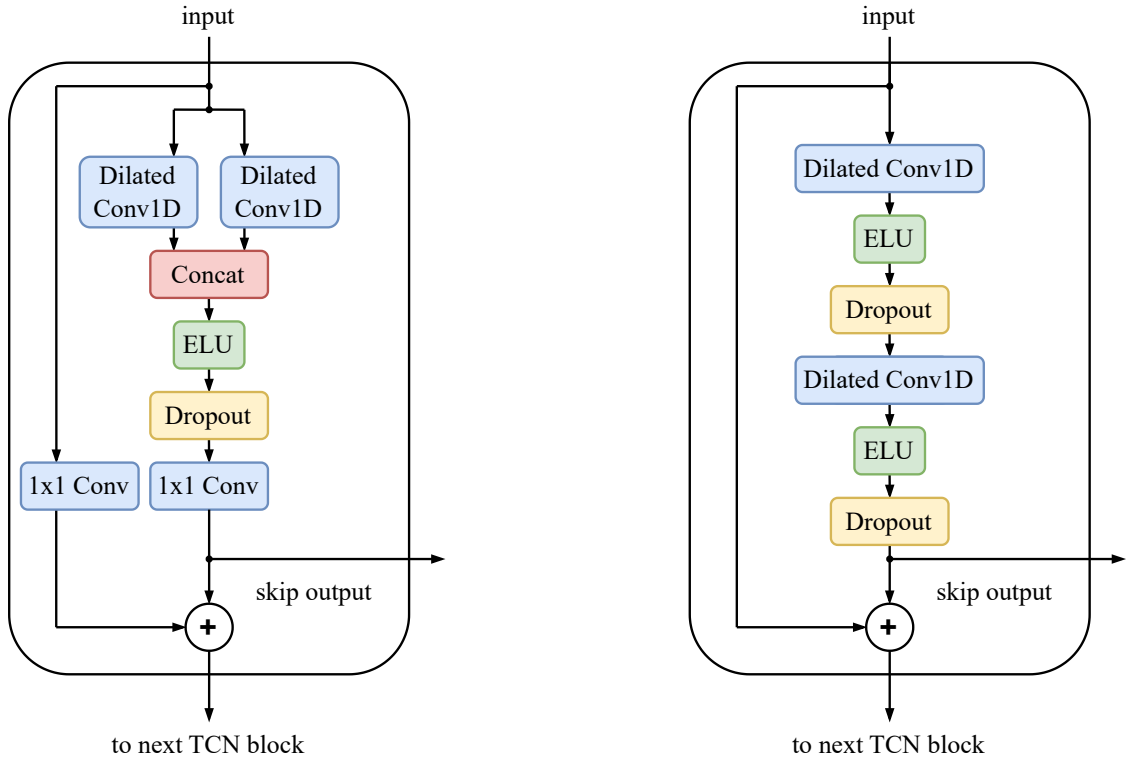 input
Dilated
Conv1D
Dilated
Conv1D
Concat
ELU
Dropout
1x1 Conv
1x1 Conv
skip output
+
to next TCN block
input
Dilated Conv1D
ELU
Dropout
Dilated Conv1D
ELU
Dropout
skip output
+
to next TCN block